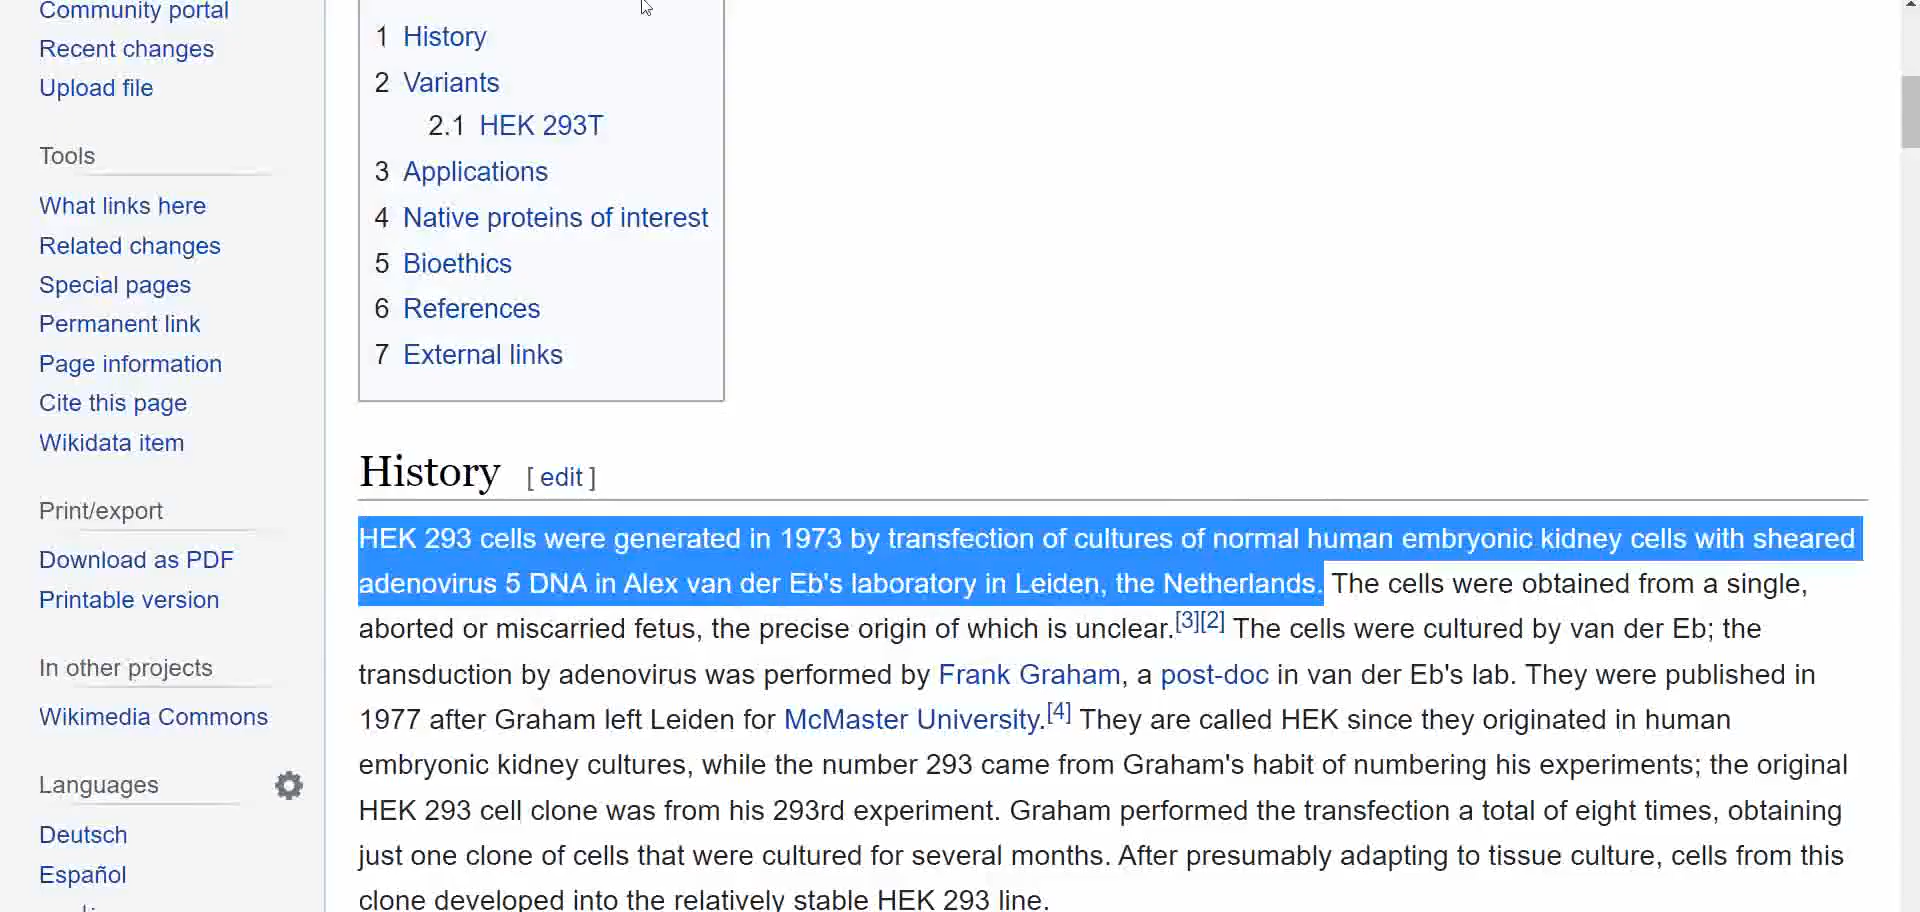 Community portal
Recent changes
Upload file
Tools
What links here
Related changes
Special pages
Permanent link
Page information
Cite this page
Wikidata item
Print/export
Download as PDF
Printable version
In other projects
Wikimedia Commons
Languages
Deutsch
Español
1 History
2 Variants
2.1 HEK 293T
3 Applications
4 Native proteins of interest
5 Bioethics
6 References
7 External links
History [ edit ]
HEK 293 cells were generated in 1973 by transfection of cultures of normal human embryonic kidney cells with sheared
adenovirus 5 DNA in Alex van der Eb's laboratory in Leiden, the Netherlands. The cells were obtained from a single,
aborted or miscarried fetus, the precise origin of which is unclear.[3][2] The cells were cultured by van der Eb; the
transduction by adenovirus was performed by Frank Graham, a post-doc in van der Eb's lab. They were published in
1977 after Graham left Leiden for McMaster University.[4] They are called HEK since they originated in human
embryonic kidney cultures, while the number 293 came from Graham's habit of numbering his experiments; the original
HEK 293 cell clone was from his 293rd experiment. Graham performed the transfection a total of eight times, obtaining
just one clone of cells that were cultured for several months. After presumably adapting to tissue culture, cells from this
clone developed into the relatively stable HEK 293 line.